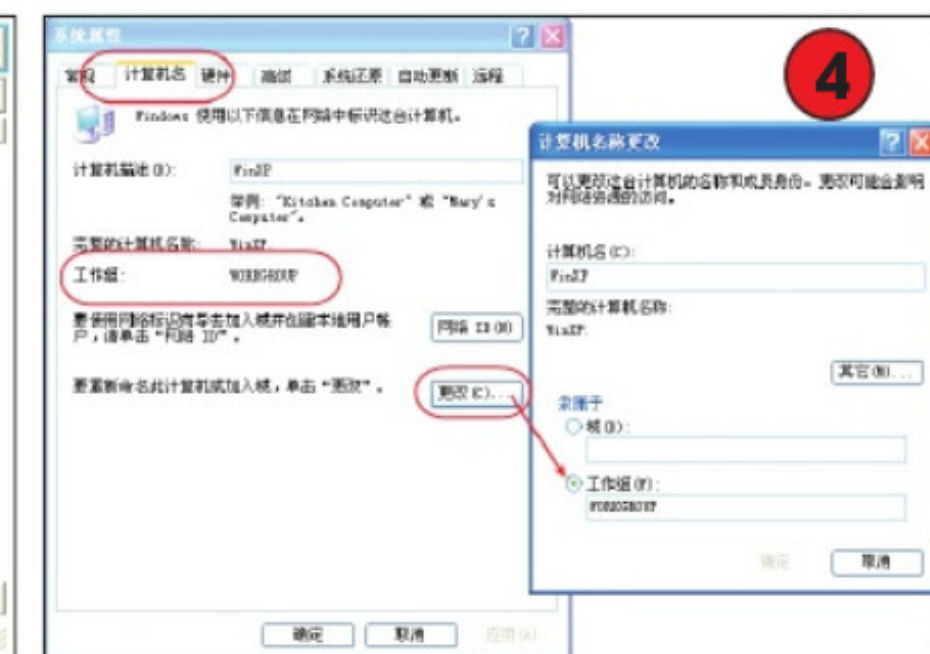 系统属性
常规 计算机名 硬件 高级 系统还原 自动更新 远程
Windows 使用以下信息在网络中标识这台计算机。
计算机描述(D):
WinXP
举例: "Kitchen Computer" 或 "Mary's
Computer"。
完整的计算机名称:
WinXP.
工作组:
WORKGROUP
要使用网络标识向导去加入域并创建本地用户帐
户，请单击 "网络 ID"。
网络 ID(N)
要重新命名此计算机或加入域，单击 "更改"。
更改(C)...
确定 取消 应用(A)
4
计算机名称更改
可以更改这台计算机的名称和成员身份。更改可能会影响
对网络资源的访问。
计算机名(C):
WinXP
完整的计算机名称:
WinXP.
其它(M)...
隶属于
域(D):
工作组(W):
WORKGROUP
确定 取消